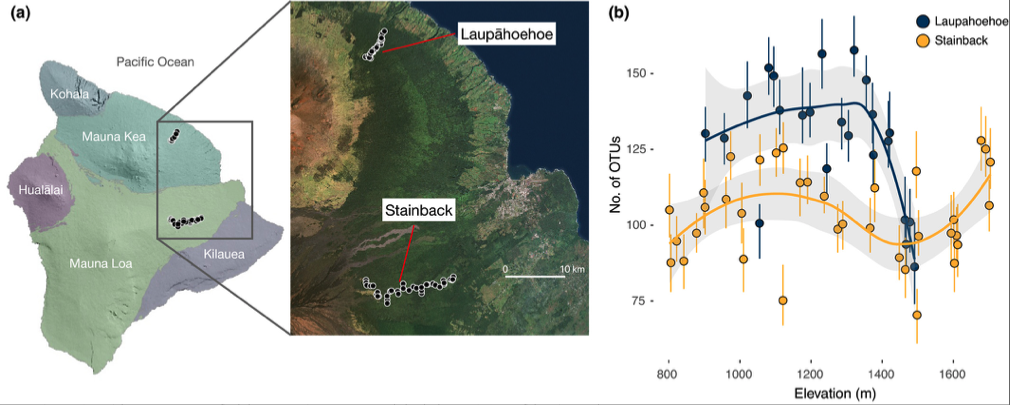 (a)
Pacific Ocean
Kohala
Mauna Kea
Hualālai
Mauna Loa
Kilauea
Laupāhoehoe
Stainback
0 10 km
(b)
Laupahoehoe
Stainback
No. of OTUs
150
125
100
75
800 1000 1200 1400 1600
Elevation (m)